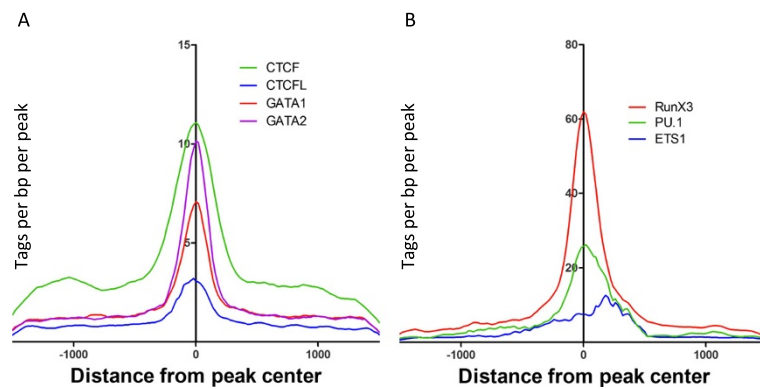 A
Tags per bp per peak
15
10
5
CTCF
CTCFL
GATA1
GATA2
-1000
0
1000
Distance from peak center
B
Tags per bp per peak
80
60
40
20
RunX3
PU.1
ETS1
-1000
0
1000
Distance from peak center